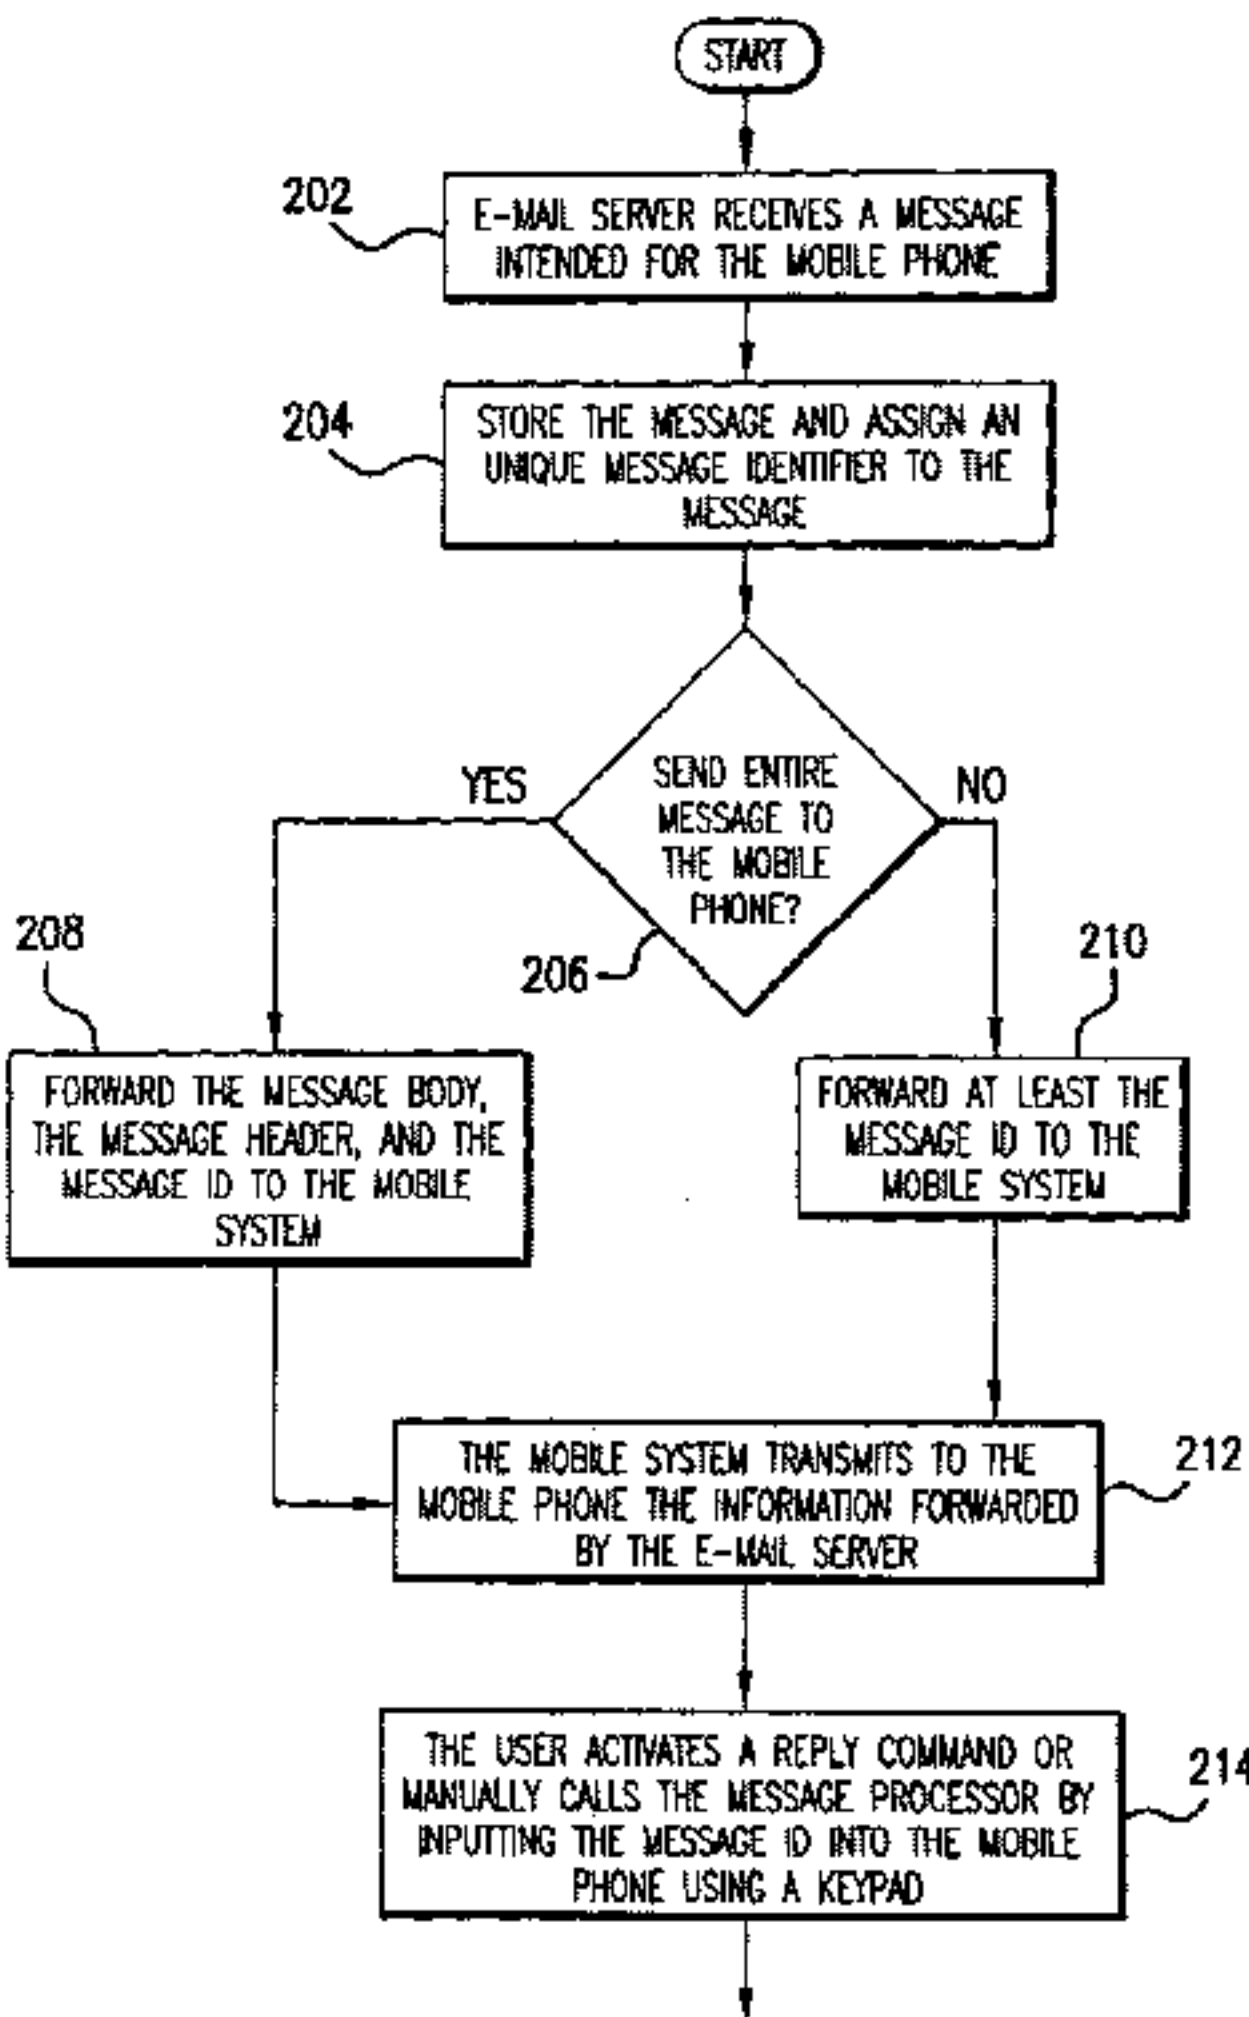 START
202
E-MAIL SERVER RECEIVES A MESSAGE
INTENDED FOR THE MOBILE PHONE
204
STORE THE MESSAGE AND ASSIGN AN
UNIQUE MESSAGE IDENTIFIER TO THE
MESSAGE
YES
SEND ENTIRE
MESSAGE TO
THE MOBILE
PHONE?
NO
206
208
FORWARD THE MESSAGE BODY,
THE MESSAGE HEADER, AND THE
MESSAGE ID TO THE MOBILE
SYSTEM
210
FORWARD AT LEAST THE
MESSAGE ID TO THE
MOBILE SYSTEM
THE MOBILE SYSTEM TRANSMITS TO THE
MOBILE PHONE THE INFORMATION FORWARDED
BY THE E-MAIL SERVER
212
THE USER ACTIVATES A REPLY COMMAND OR
MANUALLY CALLS THE MESSAGE PROCESSOR BY
INPUTTING THE MESSAGE ID INTO THE MOBILE
PHONE USING A KEYPAD
214